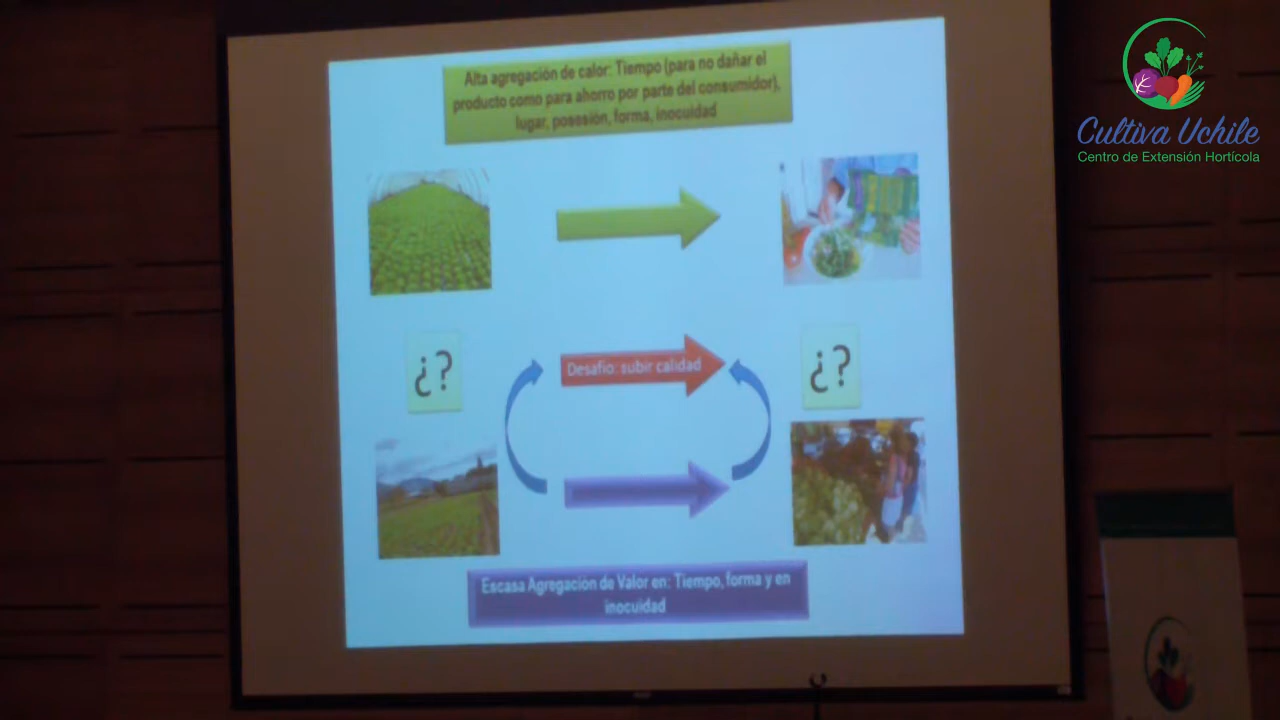 Alta agregación de calor: Tiempo (para no dañar el
producto como para ahorro por parte del consumidor),
lugar, posesión, forma, inocuidad
Cultiva Uchile
Centro de Extensión Hortícola
¿?
Desafio: subir calidad
¿?
Escasa Agregación de Valor en: Tiempo, forma y en
inocuidad